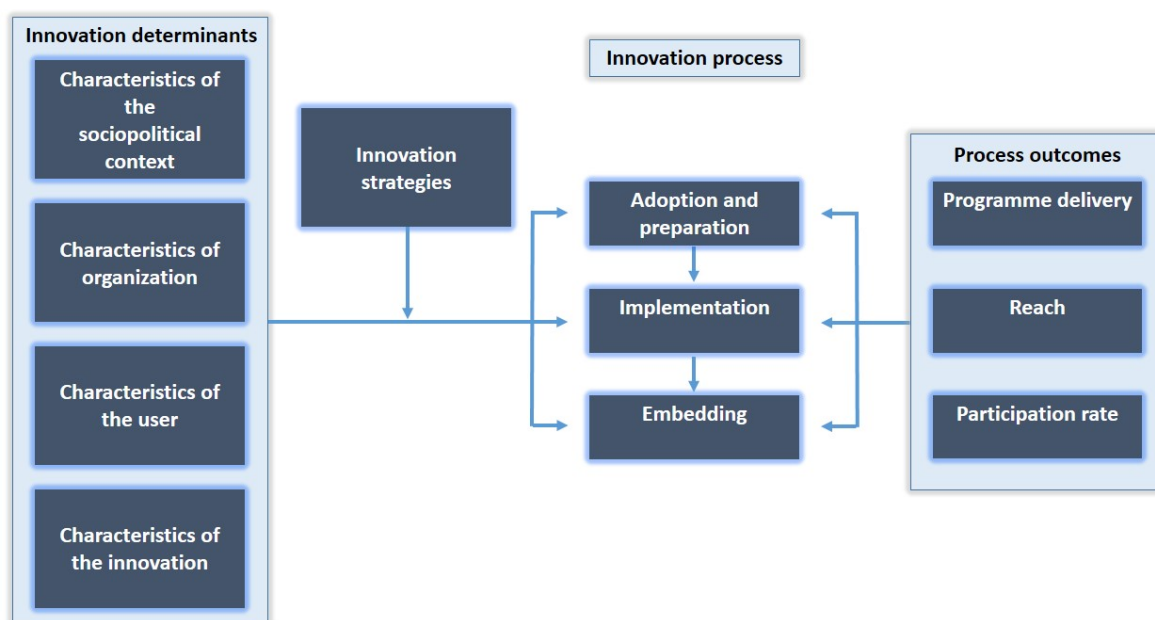 Innovation determinants
Characteristics of
the
sociopolitical
context
Characteristics of
organization
Characteristics of
the user
Characteristics of
the innovation
Innovation
strategies
Innovation process
Adoption and
preparation
Implementation
Embedding
Process outcomes
Programme delivery
Reach
Participation rate